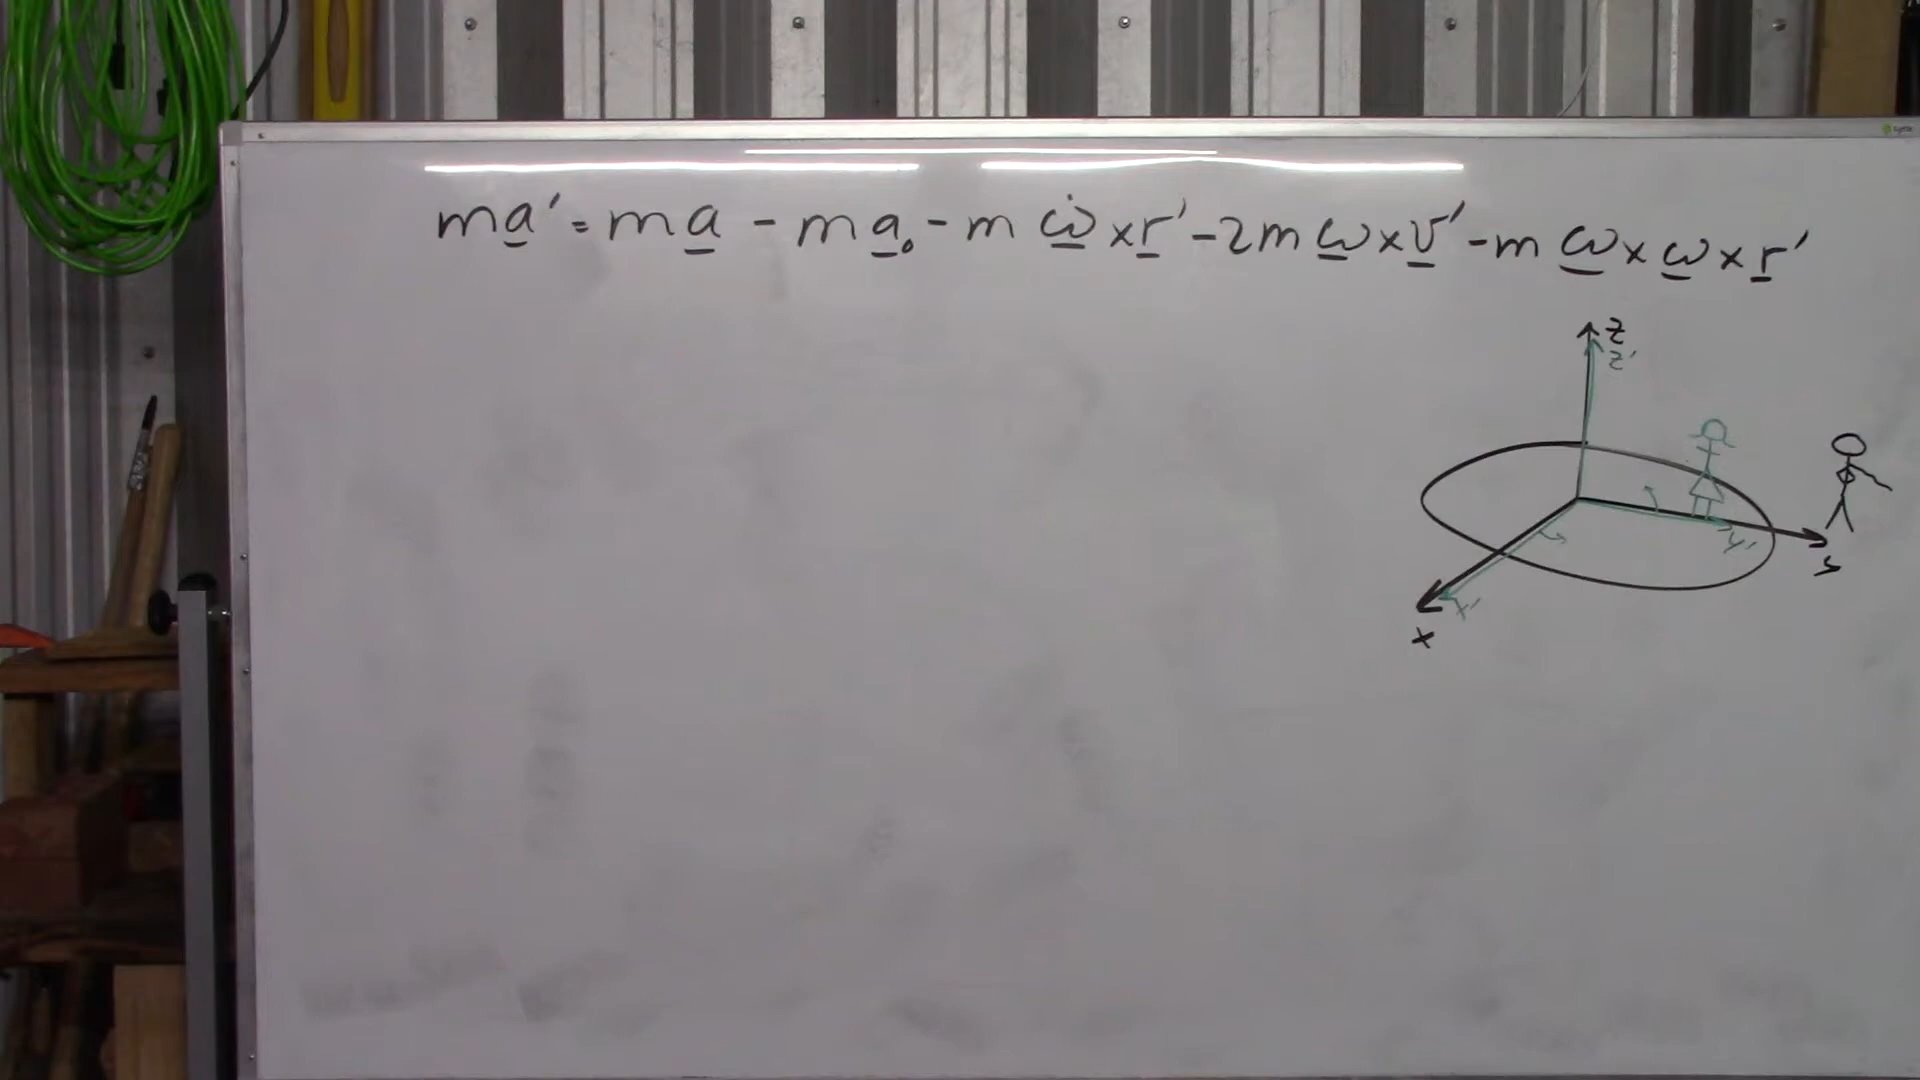 ma' = ma - ma₀ - m ω̇ × r' - 2m ω × v' - m ω × ω × r'
z
z'
y'
y
x'
x